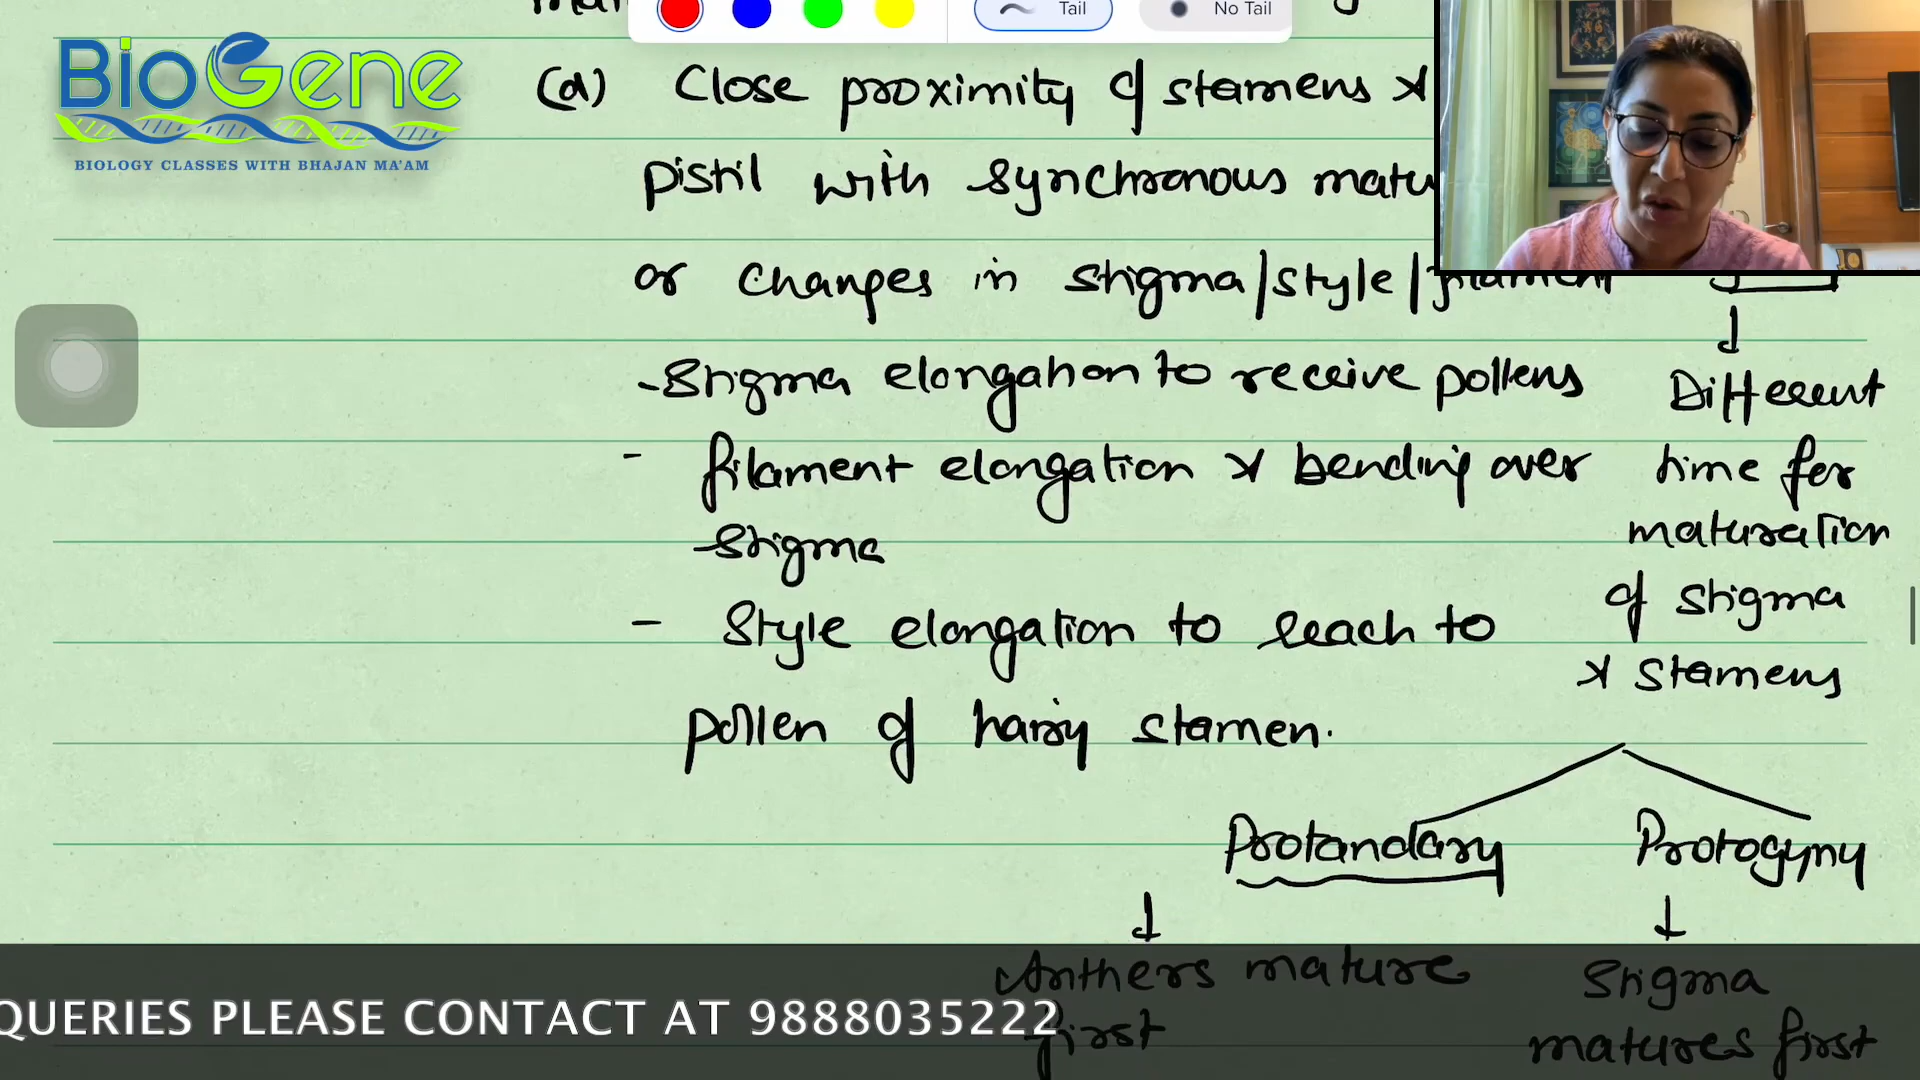 Tail
No Tail
BioGene
BIOLOGY CLASSES WITH BHAJAN MA'AM
(d) Close proximity of stamens &
pistil with synchronous
or changes in stigma/style/filament
- Stigma elongation to receive pollens
- filament elongation & bending over
stigma
- Style elongation to reach to
pollen of hairy stamen.
Different
time for
maturation
of stigma
& stamens
Protandary
Protogyny
Anthers mature
first
Stigma
matures first
QUERIES PLEASE CONTACT AT 9888035222